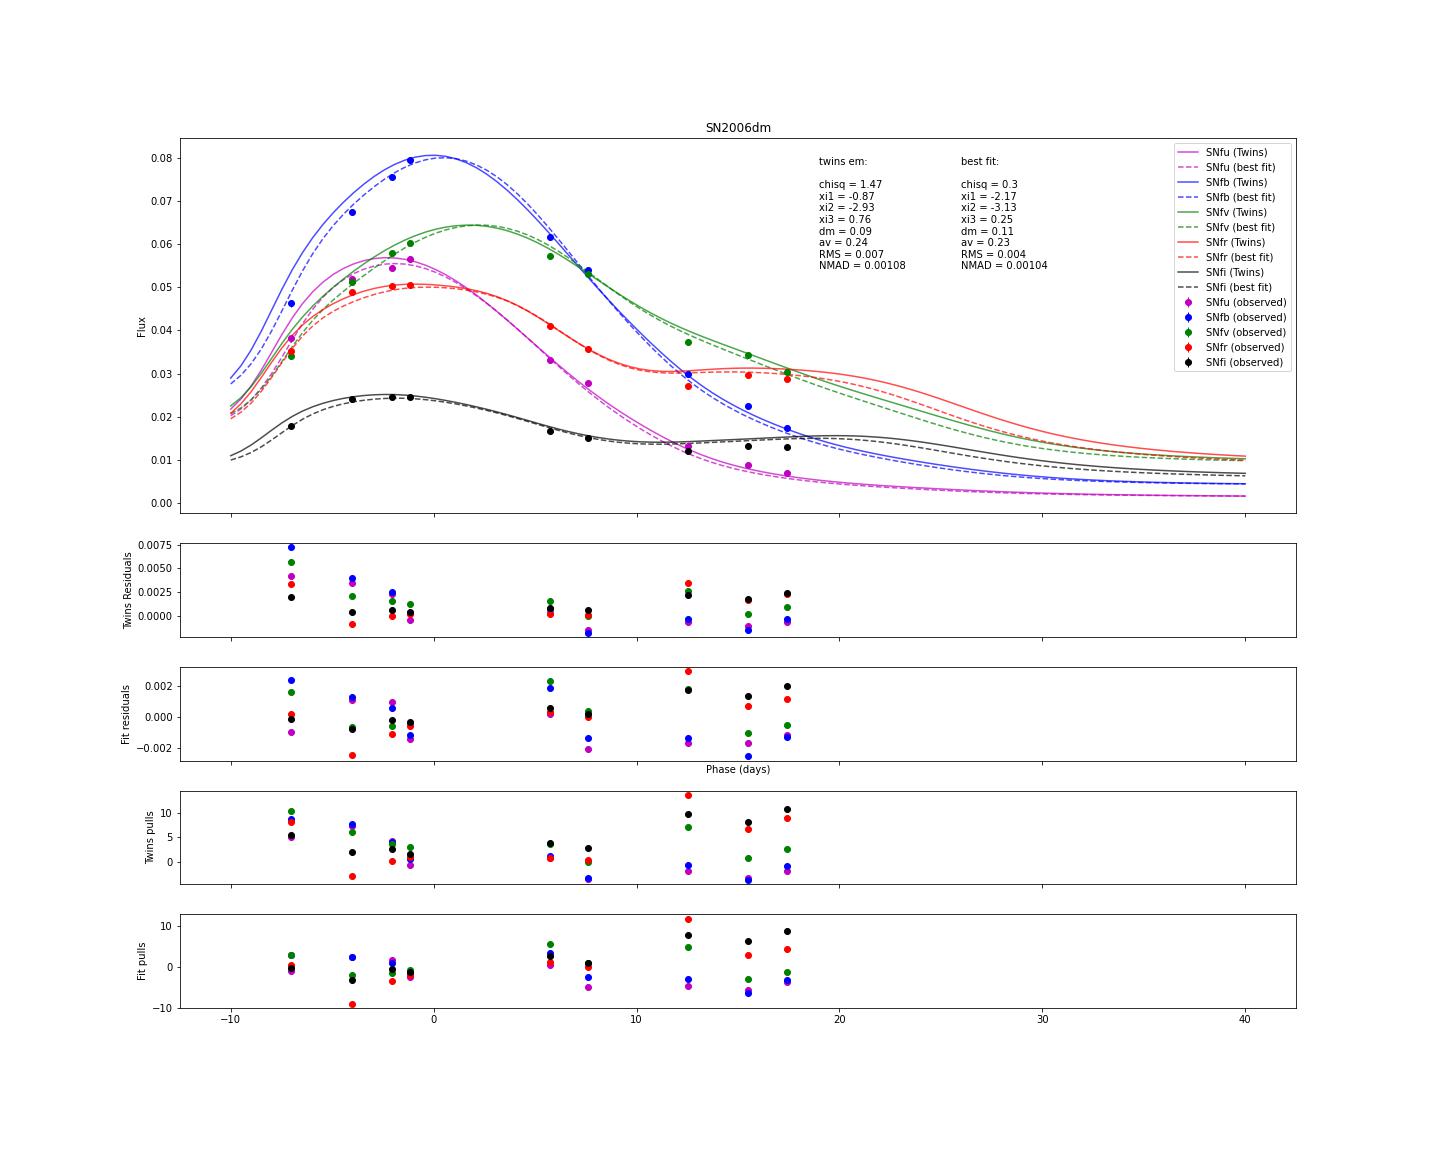 SN2006dm
Flux
0.08
0.07
0.06
0.05
0.04
0.03
0.02
0.01
0.00
twins em:
chisq = 1.47
xi1 = -0.87
xi2 = -2.93
xi3 = 0.76
dm = 0.09
av = 0.24
RMS = 0.007
NMAD = 0.00108
best fit:
chisq = 0.3
xi1 = -2.17
xi2 = -3.13
xi3 = 0.25
dm = 0.11
av = 0.23
RMS = 0.004
NMAD = 0.00104
SNfu (Twins)
SNfu (best fit)
SNfb (Twins)
SNfb (best fit)
SNfv (Twins)
SNfv (best fit)
SNfr (Twins)
SNfr (best fit)
SNfi (Twins)
SNfi (best fit)
SNfu (observed)
SNfb (observed)
SNfv (observed)
SNfr (observed)
SNfi (observed)
Twins Residuals
0.0075
0.0050
0.0025
0.0000
Fit residuals
0.002
0.000
−0.002
Phase (days)
Twins pulls
10
5
0
Fit pulls
10
0
−10
−10 0 10 20 30 40